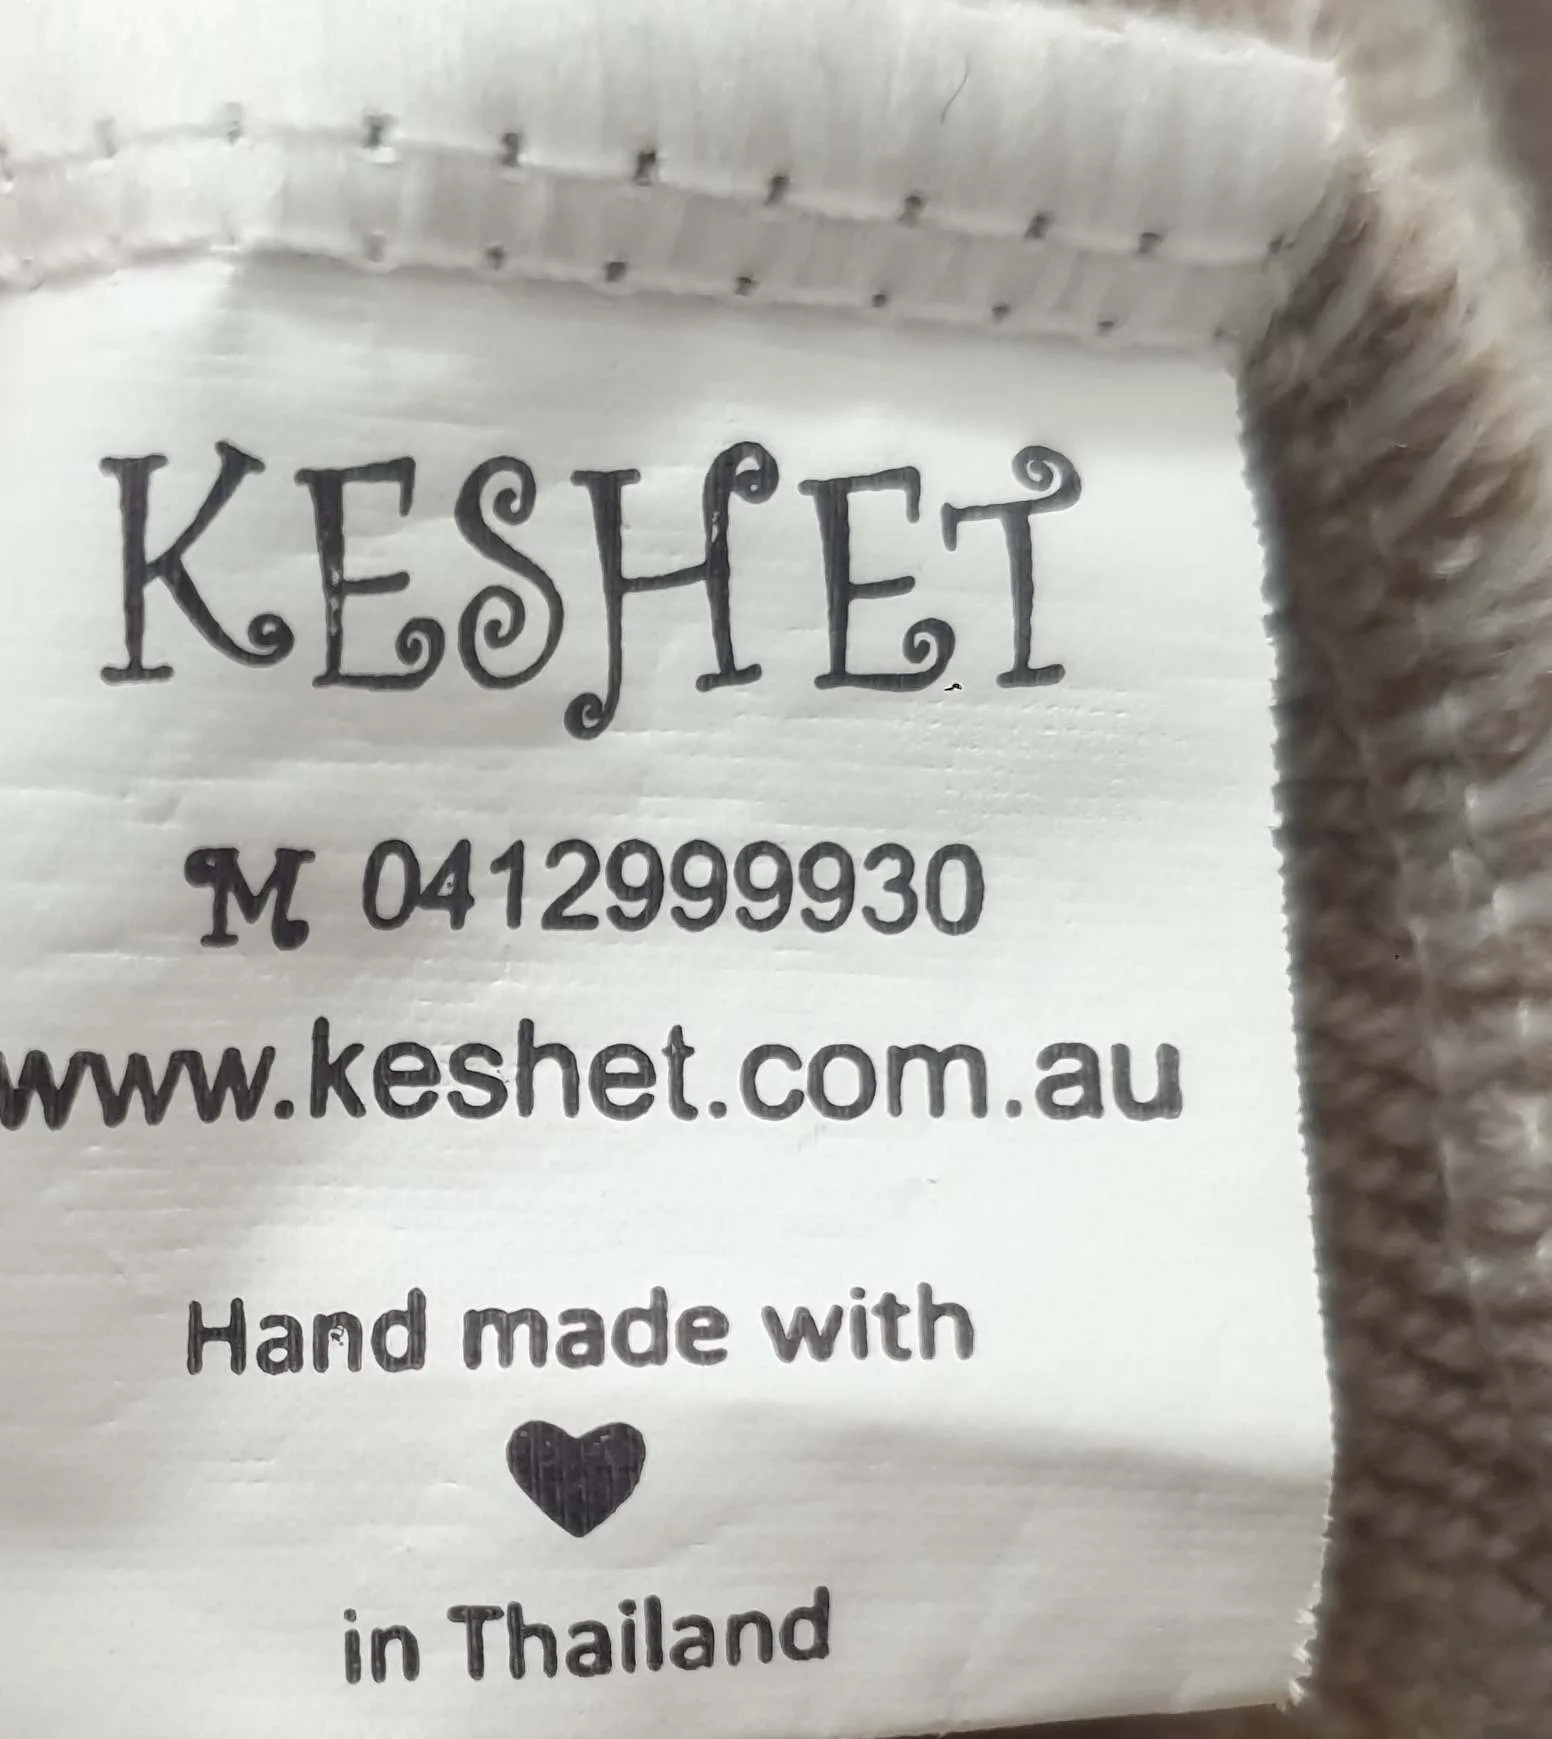 KESHET
M 0412999930
www.keshet.com.au
Hand made with
♥
in Thailand